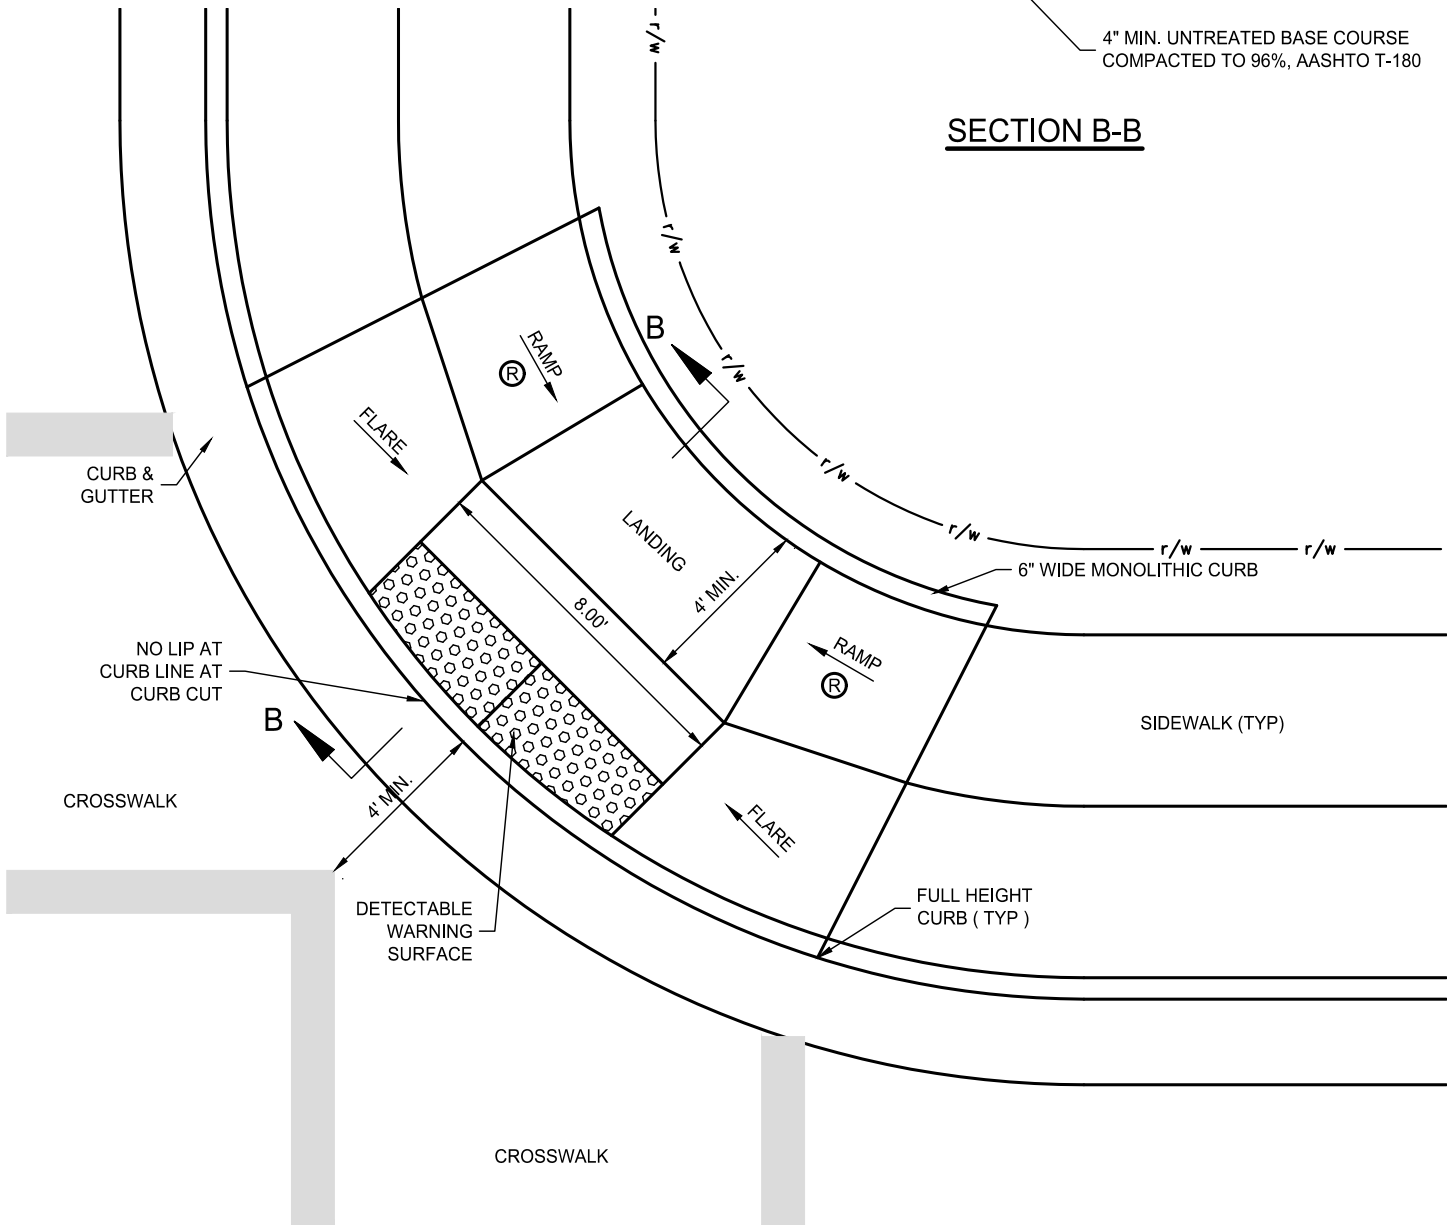 r/w
4" MIN. UNTREATED BASE COURSE
COMPACTED TO 96%, AASHTO T-180
SECTION B-B
r/w
B
RAMP
R
r/w
FLARE
CURB &
GUTTER
r/w
LANDING
r/w
r/w
r/w
6" WIDE MONOLITHIC CURB
4' MIN.
8.00'
NO LIP AT
CURB LINE AT
CURB CUT
RAMP
R
B
SIDEWALK (TYP)
CROSSWALK
4' MIN.
FLARE
DETECTABLE
WARNING
SURFACE
FULL HEIGHT
CURB ( TYP )
CROSSWALK